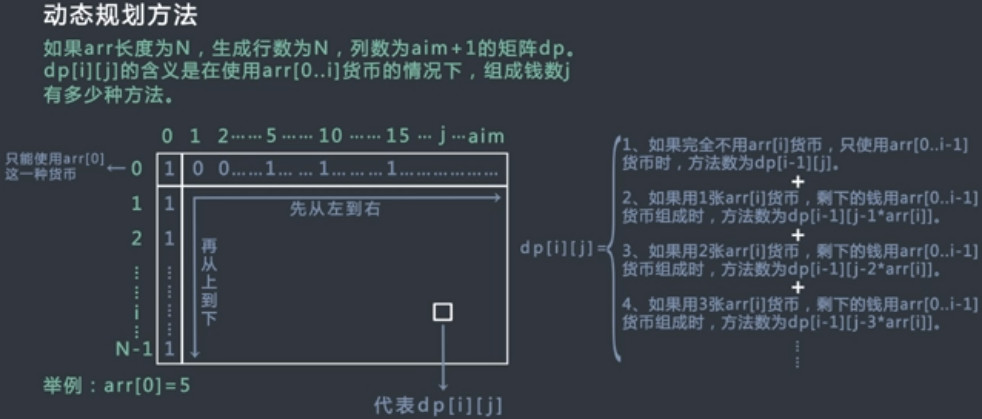 动态规划方法
如果arr长度为N，生成行数为N，列数为aim+1的矩阵dp。
dp[i][j]的含义是在使用arr[0..i]货币的情况下，组成钱数j
有多少种方法。
0 1 2……5……10……15…j…aim
只能使用arr[0]
这一种货币
←0 1 0 0…1……1……1………………
1 1
先从左到右
2 1
再从上到下
⋮ ⋮
i ⋮
⋮ ⋮
N-1 1
举例：arr[0]=5
代表dp[i][j]
dp[i][j]=
1、如果完全不用arr[i]货币，只使用arr[0..i-1]
货币时，方法数为dp[i-1][j]。
+
2、如果用1张arr[i]货币，剩下的钱用arr[0..i-1]
货币组成时，方法数为dp[i-1][j-1*arr[i]]。
+
3、如果用2张arr[i]货币，剩下的钱用arr[0..i-1]
货币组成时，方法数为dp[i-1][j-2*arr[i]]。
+
4、如果用3张arr[i]货币，剩下的钱用arr[0..i-1]
货币组成时，方法数为dp[i-1][j-3*arr[i]]。
⋮